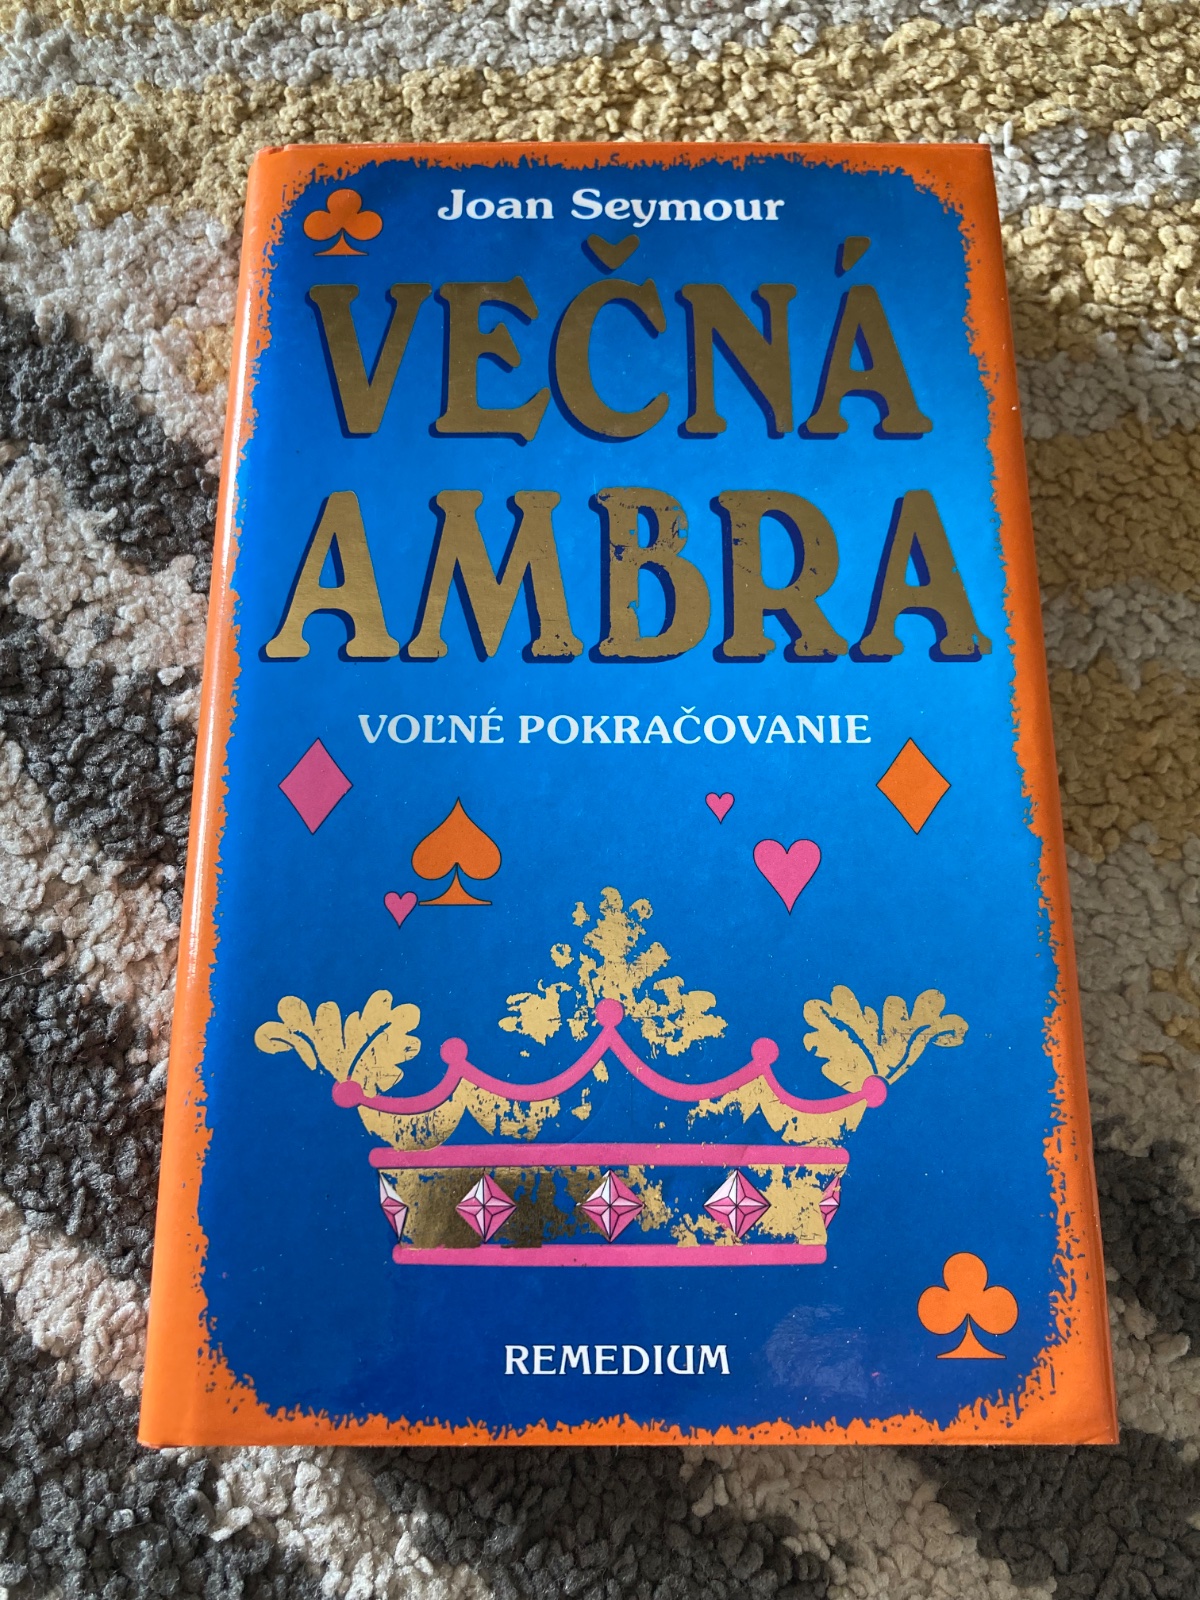 Joan Seymour
VEČNÁ
AMBRA
VOĽNÉ POKRAČOVANIE
REMEDIUM